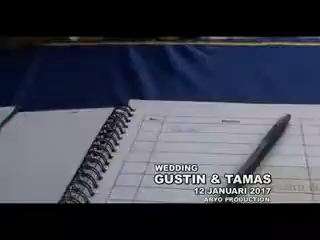 WEDDING
GUSTIN & TAMAS
12 JANUARI 2017
ARYO PRODUCTION